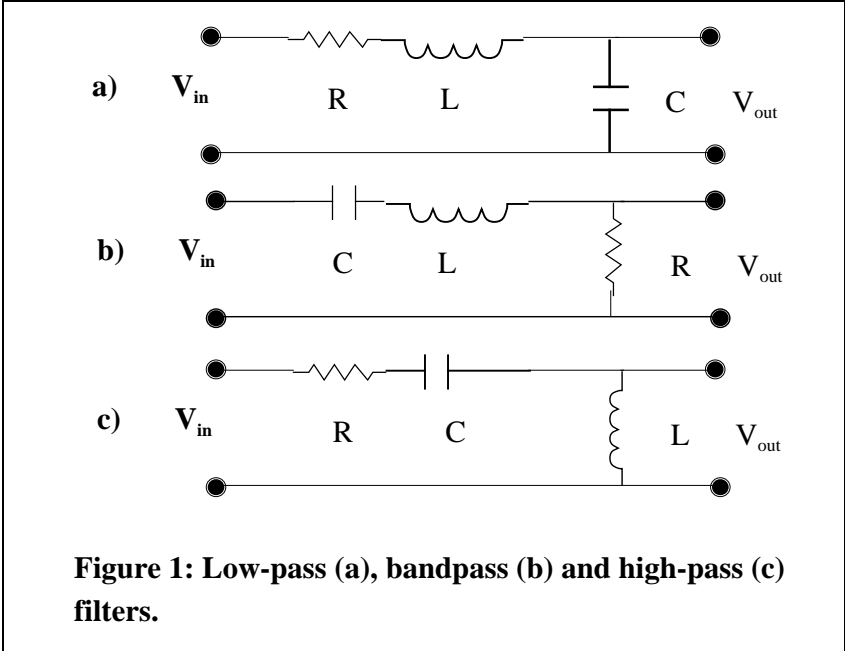 a) V_in R L C V_out
b) V_in C L R V_out
c) V_in R C L V_out
Figure 1: Low-pass (a), bandpass (b) and high-pass (c)
filters.